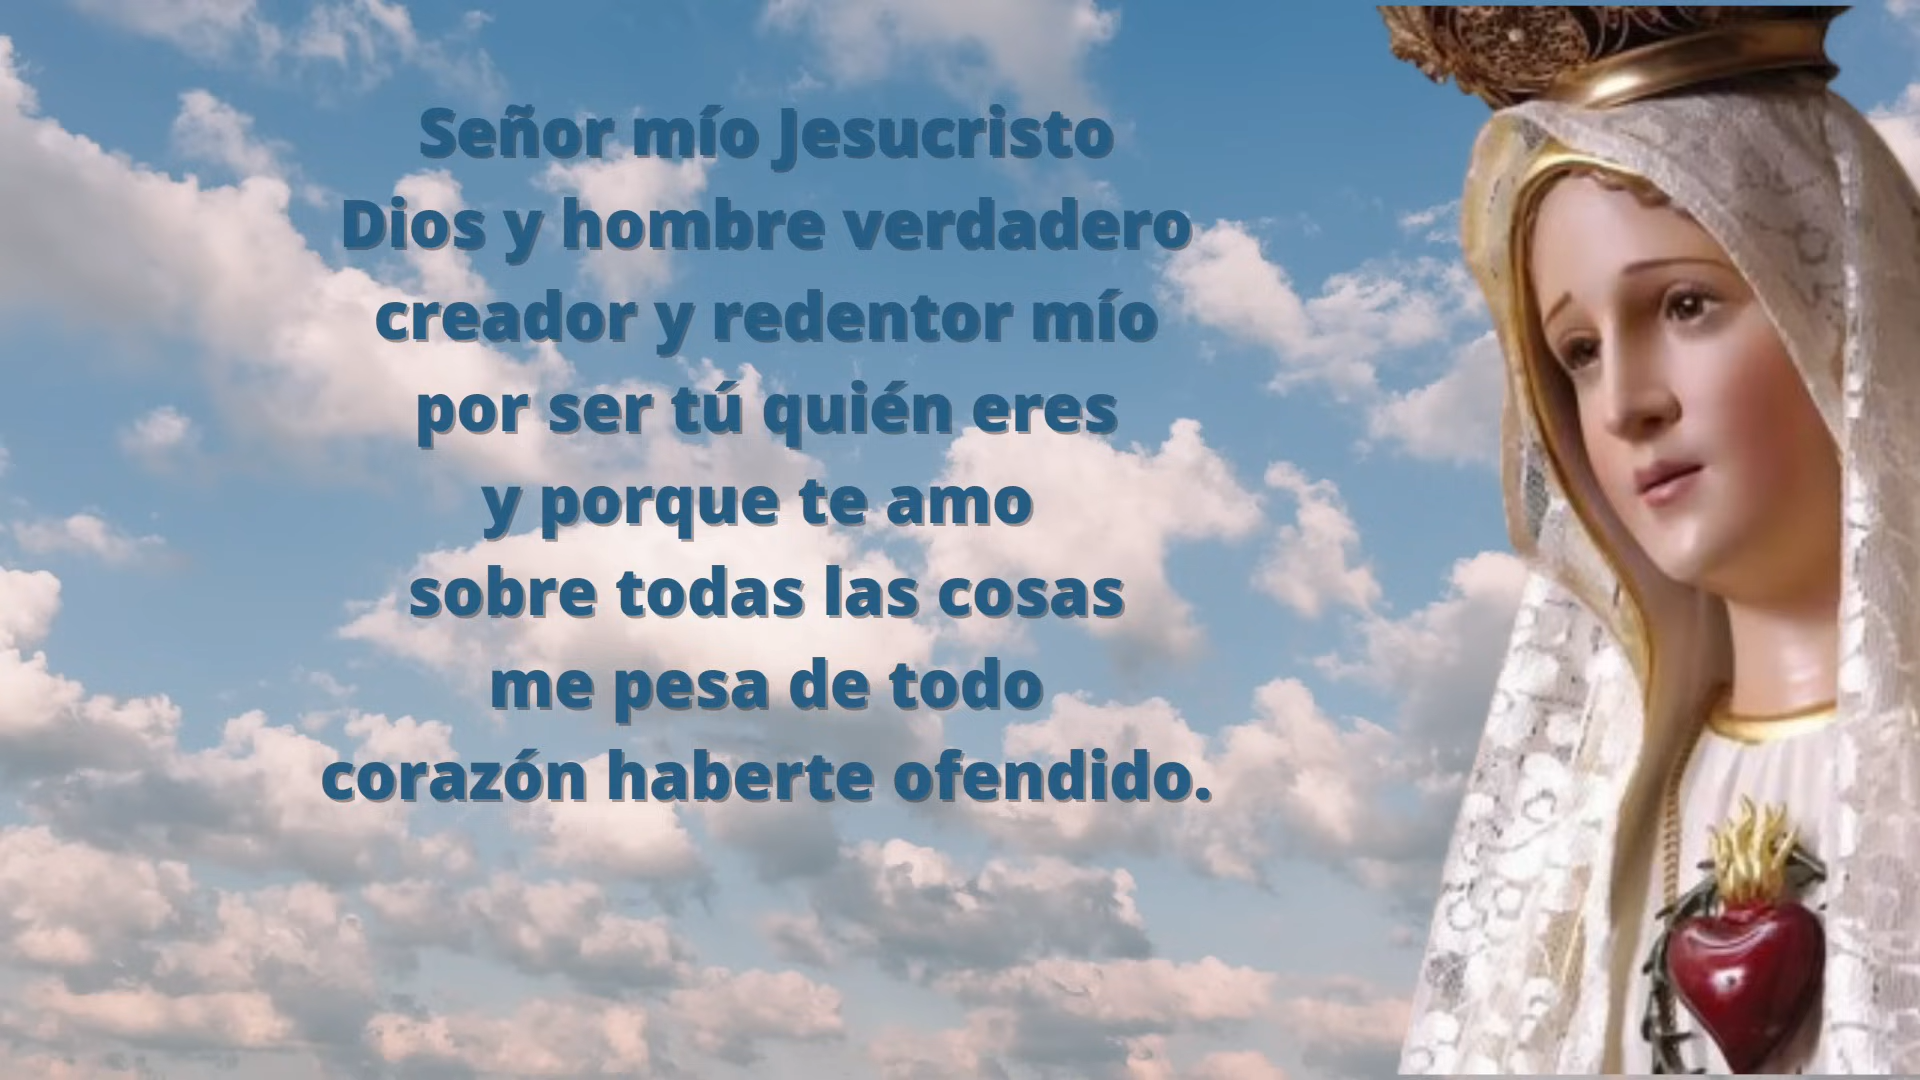 Señor mío Jesucristo
Dios y hombre verdadero
creador y redentor mío
por ser tú quién eres
y porque te amo
sobre todas las cosas
me pesa de todo
corazón haberte ofendido.